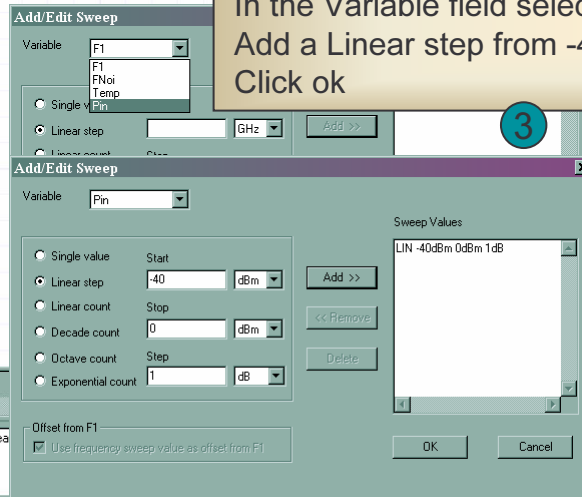 In the Variable field
Add a Linear step from
Click ok
3
Add/Edit Sweep
Variable
F1
F1
FNoi
Temp
Pin
Single
Linear step
GHz
Add >>
Add/Edit Sweep
Variable
Pin
Sweep Values
LIN -40dBm 0dBm 1dB
Single value
Start
Linear step
-40
dBm
Add >>
Linear count
Stop
<< Remove
Decade count
0
dBm
Octave count
Step
Delete
Exponential count
1
dB
Offset from F1
Use frequency sweep value as offset from F1
OK
Cancel